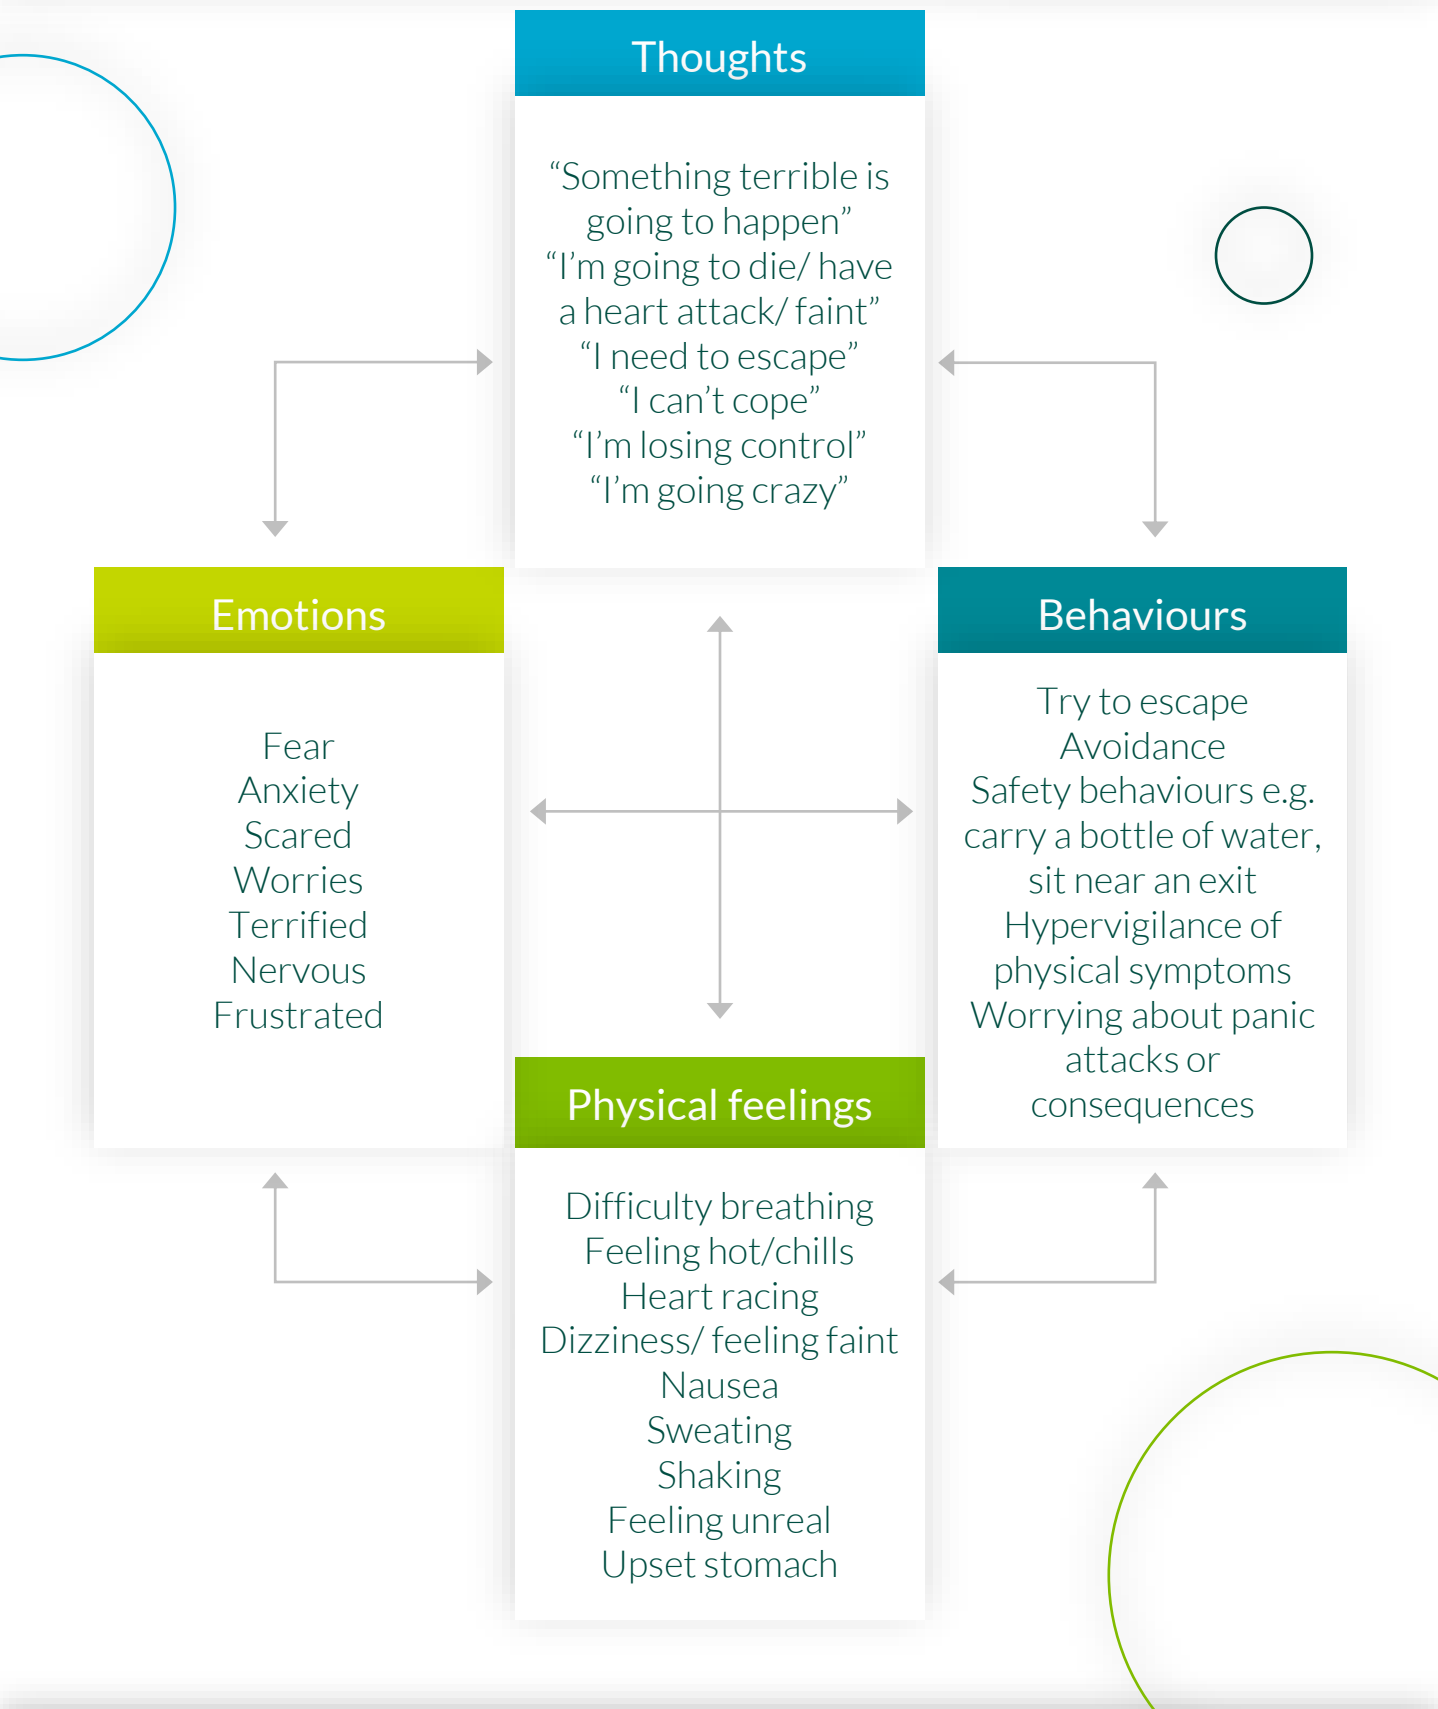 Thoughts
“Something terrible is
going to happen”
“I’m going to die/ have
a heart attack/ faint”
“I need to escape”
“I can’t cope”
“I’m losing control”
“I’m going crazy”
Emotions
Fear
Anxiety
Scared
Worries
Terrified
Nervous
Frustrated
Behaviours
Try to escape
Avoidance
Safety behaviours e.g.
carry a bottle of water,
sit near an exit
Hypervigilance of
physical symptoms
Worrying about panic
attacks or
consequences
Physical feelings
Difficulty breathing
Feeling hot/chills
Heart racing
Dizziness/ feeling faint
Nausea
Sweating
Shaking
Feeling unreal
Upset stomach